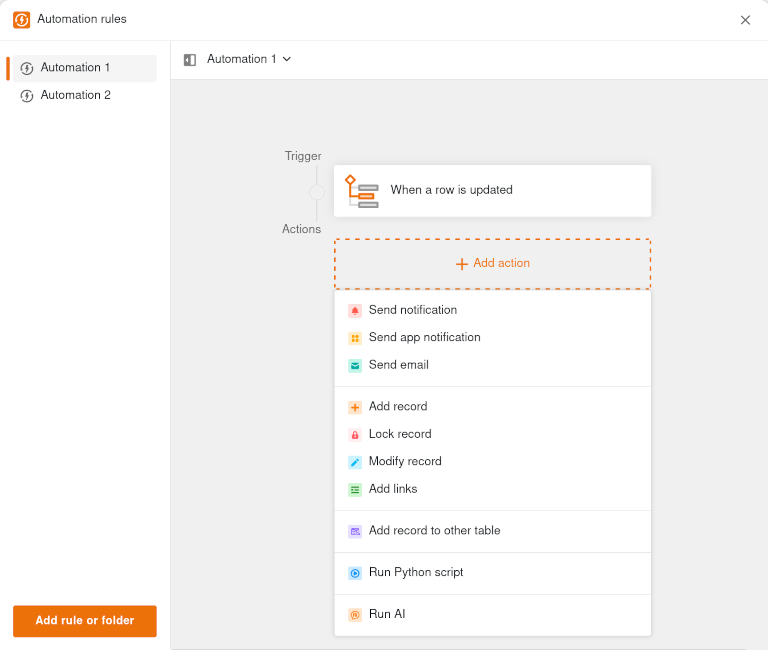 Automation rules
Automation 1
Automation 2
Add rule or folder
Automation 1
Trigger
When a row is updated
Actions
Add action
Send notification
Send app notification
Send email
Add record
Lock record
Modify record
Add links
Add record to other table
Run Python script
Run AI